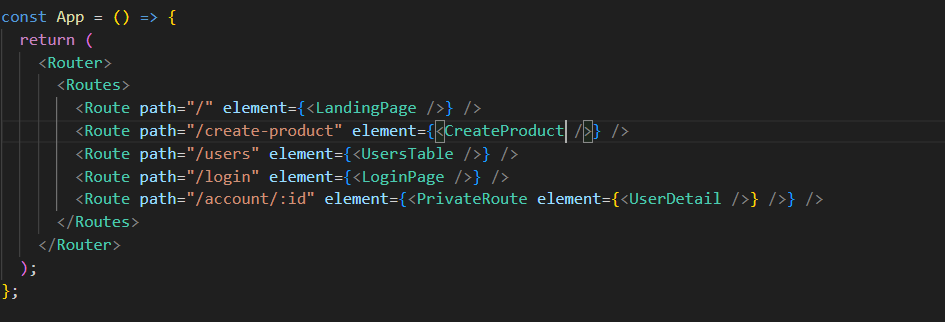 const App = () => {
return (
<Router>
<Routes>
<Route path="/" element={<LandingPage />} />
<Route path="/create-product" element={<CreateProduct />} />
<Route path="/users" element={<UsersTable />} />
<Route path="/login" element={<LoginPage />} />
<Route path="/account/:id" element={<PrivateRoute element={<UserDetail />} />} />
</Routes>
</Router>
);
};